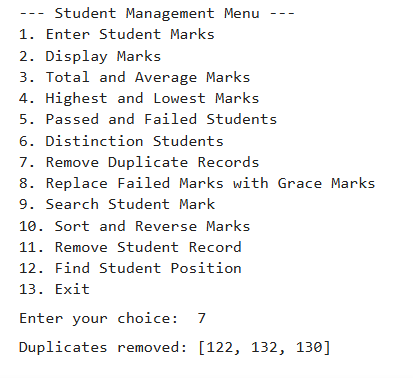 --- Student Management Menu ---
1. Enter Student Marks
2. Display Marks
3. Total and Average Marks
4. Highest and Lowest Marks
5. Passed and Failed Students
6. Distinction Students
7. Remove Duplicate Records
8. Replace Failed Marks with Grace Marks
9. Search Student Mark
10. Sort and Reverse Marks
11. Remove Student Record
12. Find Student Position
13. Exit
Enter your choice:  7
Duplicates removed: [122, 132, 130]